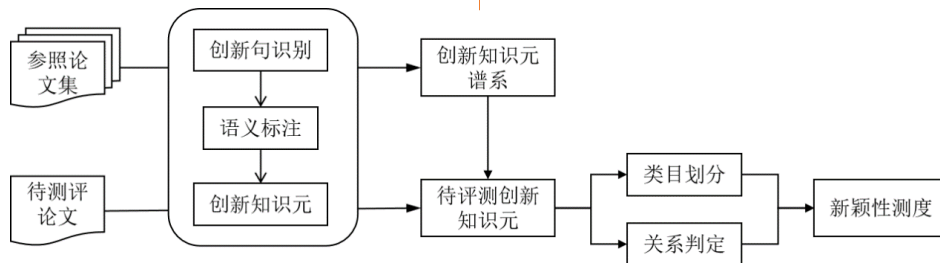 参照论
文集
创新句识别
语义标注
创新知识元
待测评
论文
创新知识元
谱系
待评测创新
知识元
类目划分
关系判定
新颖性测度